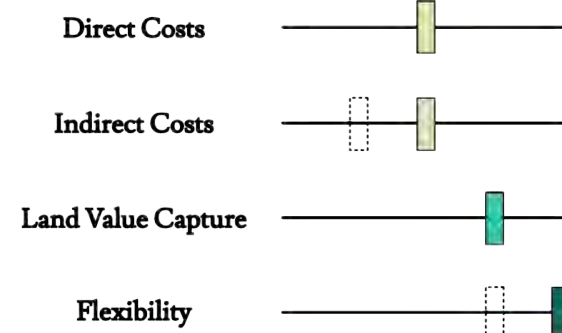 Direct Costs
Indirect Costs
Land Value Capture
Flexibility